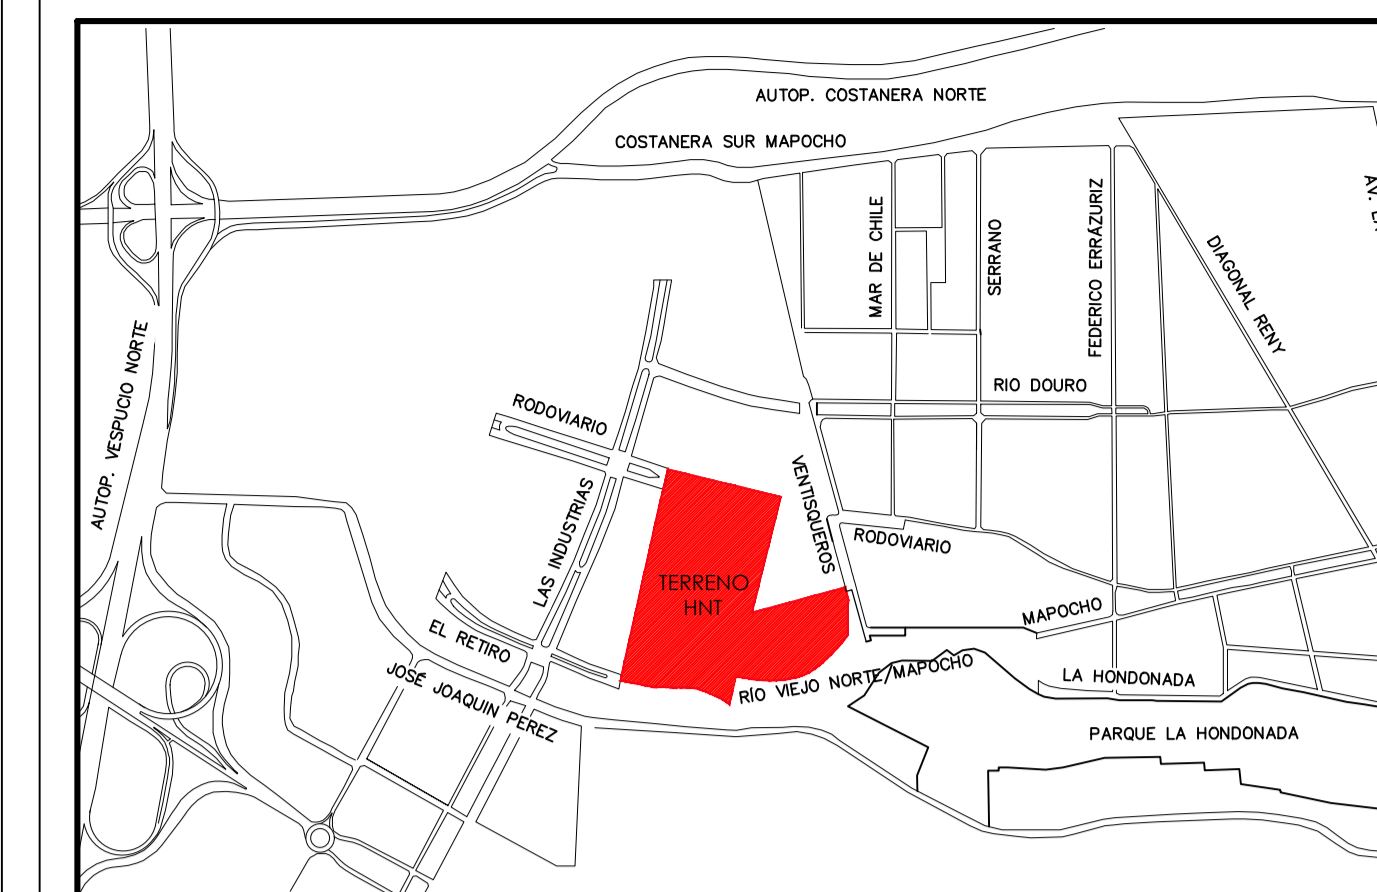 AUTOP. COSTANERA NORTE
COSTANERA SUR MAPOCHO
MAR DE CHILE
SERRANO
FEDERICO ERRÁZURIZ
DIAGONAL RENY
AUTOP. VESPUCIO NORTE
RODOVIARIO
RIO DOURO
LAS INDUSTRIAS
VENTISQUEROS
RODOVIARIO
TERRENO
HNT
MAPOCHO
EL RETIRO
JOSÉ JOAQUIN PEREZ
RÍO VIEJO NORTE/MAPOCHO
LA HONDONADA
PARQUE LA HONDONADA
AV.